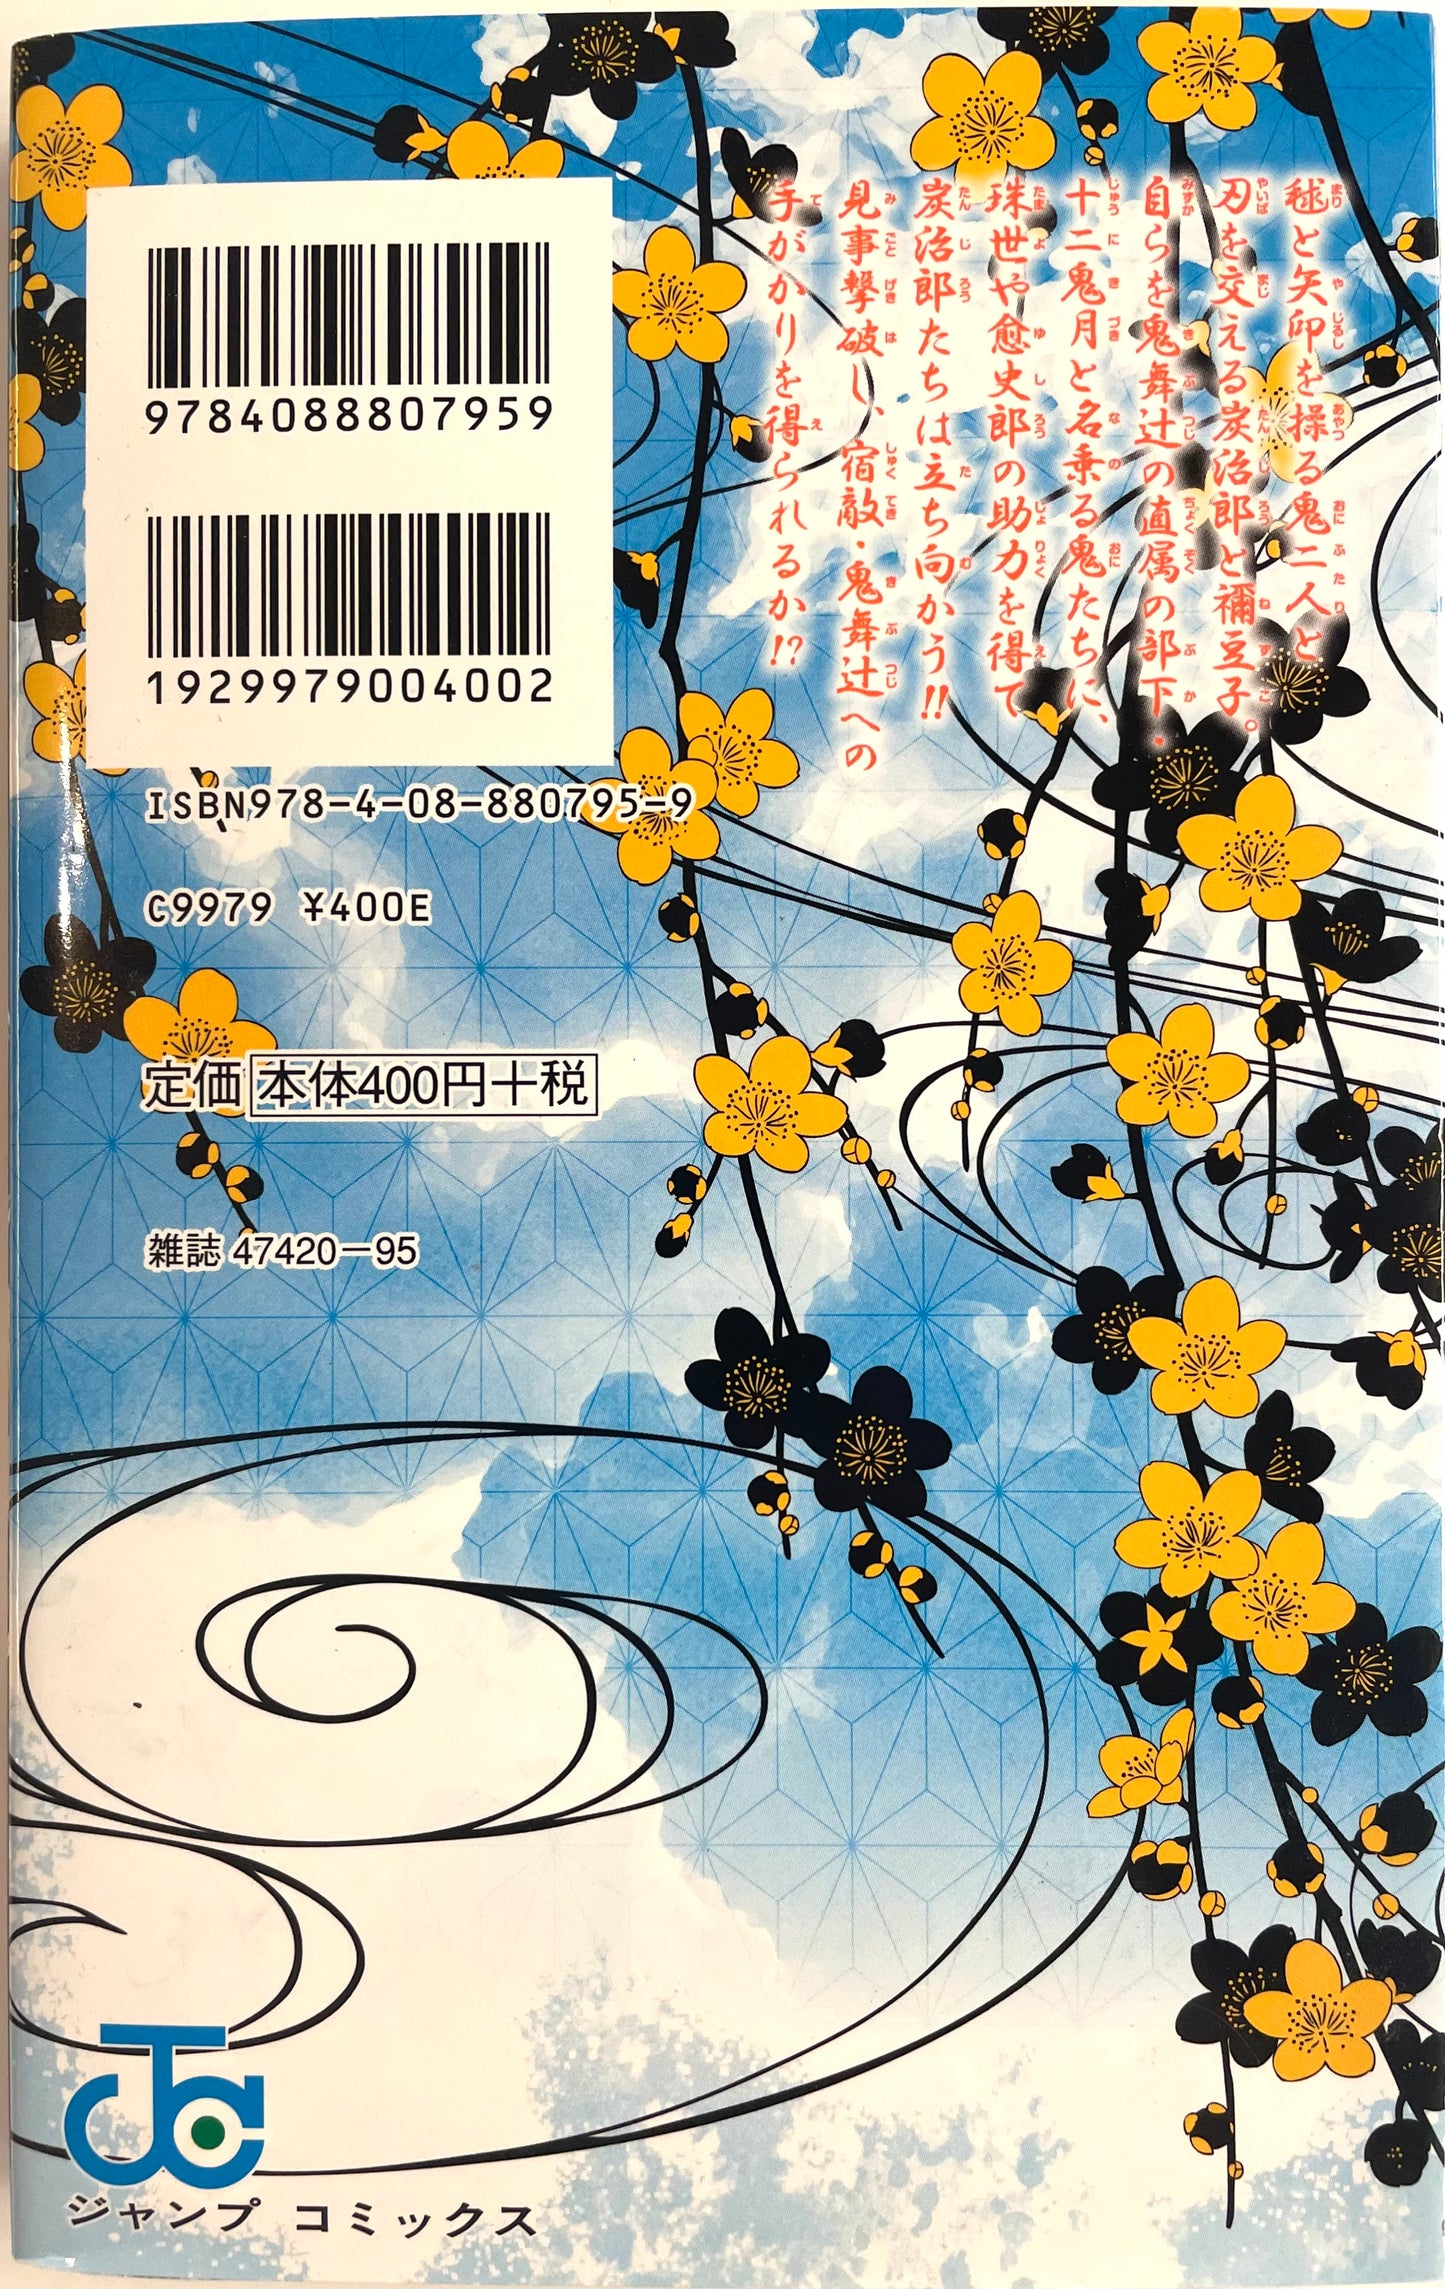 毬と矢印を操る鬼二人と
刃を交える炭治郎と禰豆子。
自らを鬼舞辻の直属の部下・
十二鬼月と名乗る鬼たちに、
珠世や愈史郎の助力を得て
炭治郎たちは立ち向かう!!
見事撃破し、宿敵・鬼舞辻への
手がかりを得られるか!?
9784088807959
1929979004002
ISBN978-4-08-880795-9
C9979 ¥400E
定価 本体400円+税
雑誌 47420-95
JC
ジャンプ コミックス